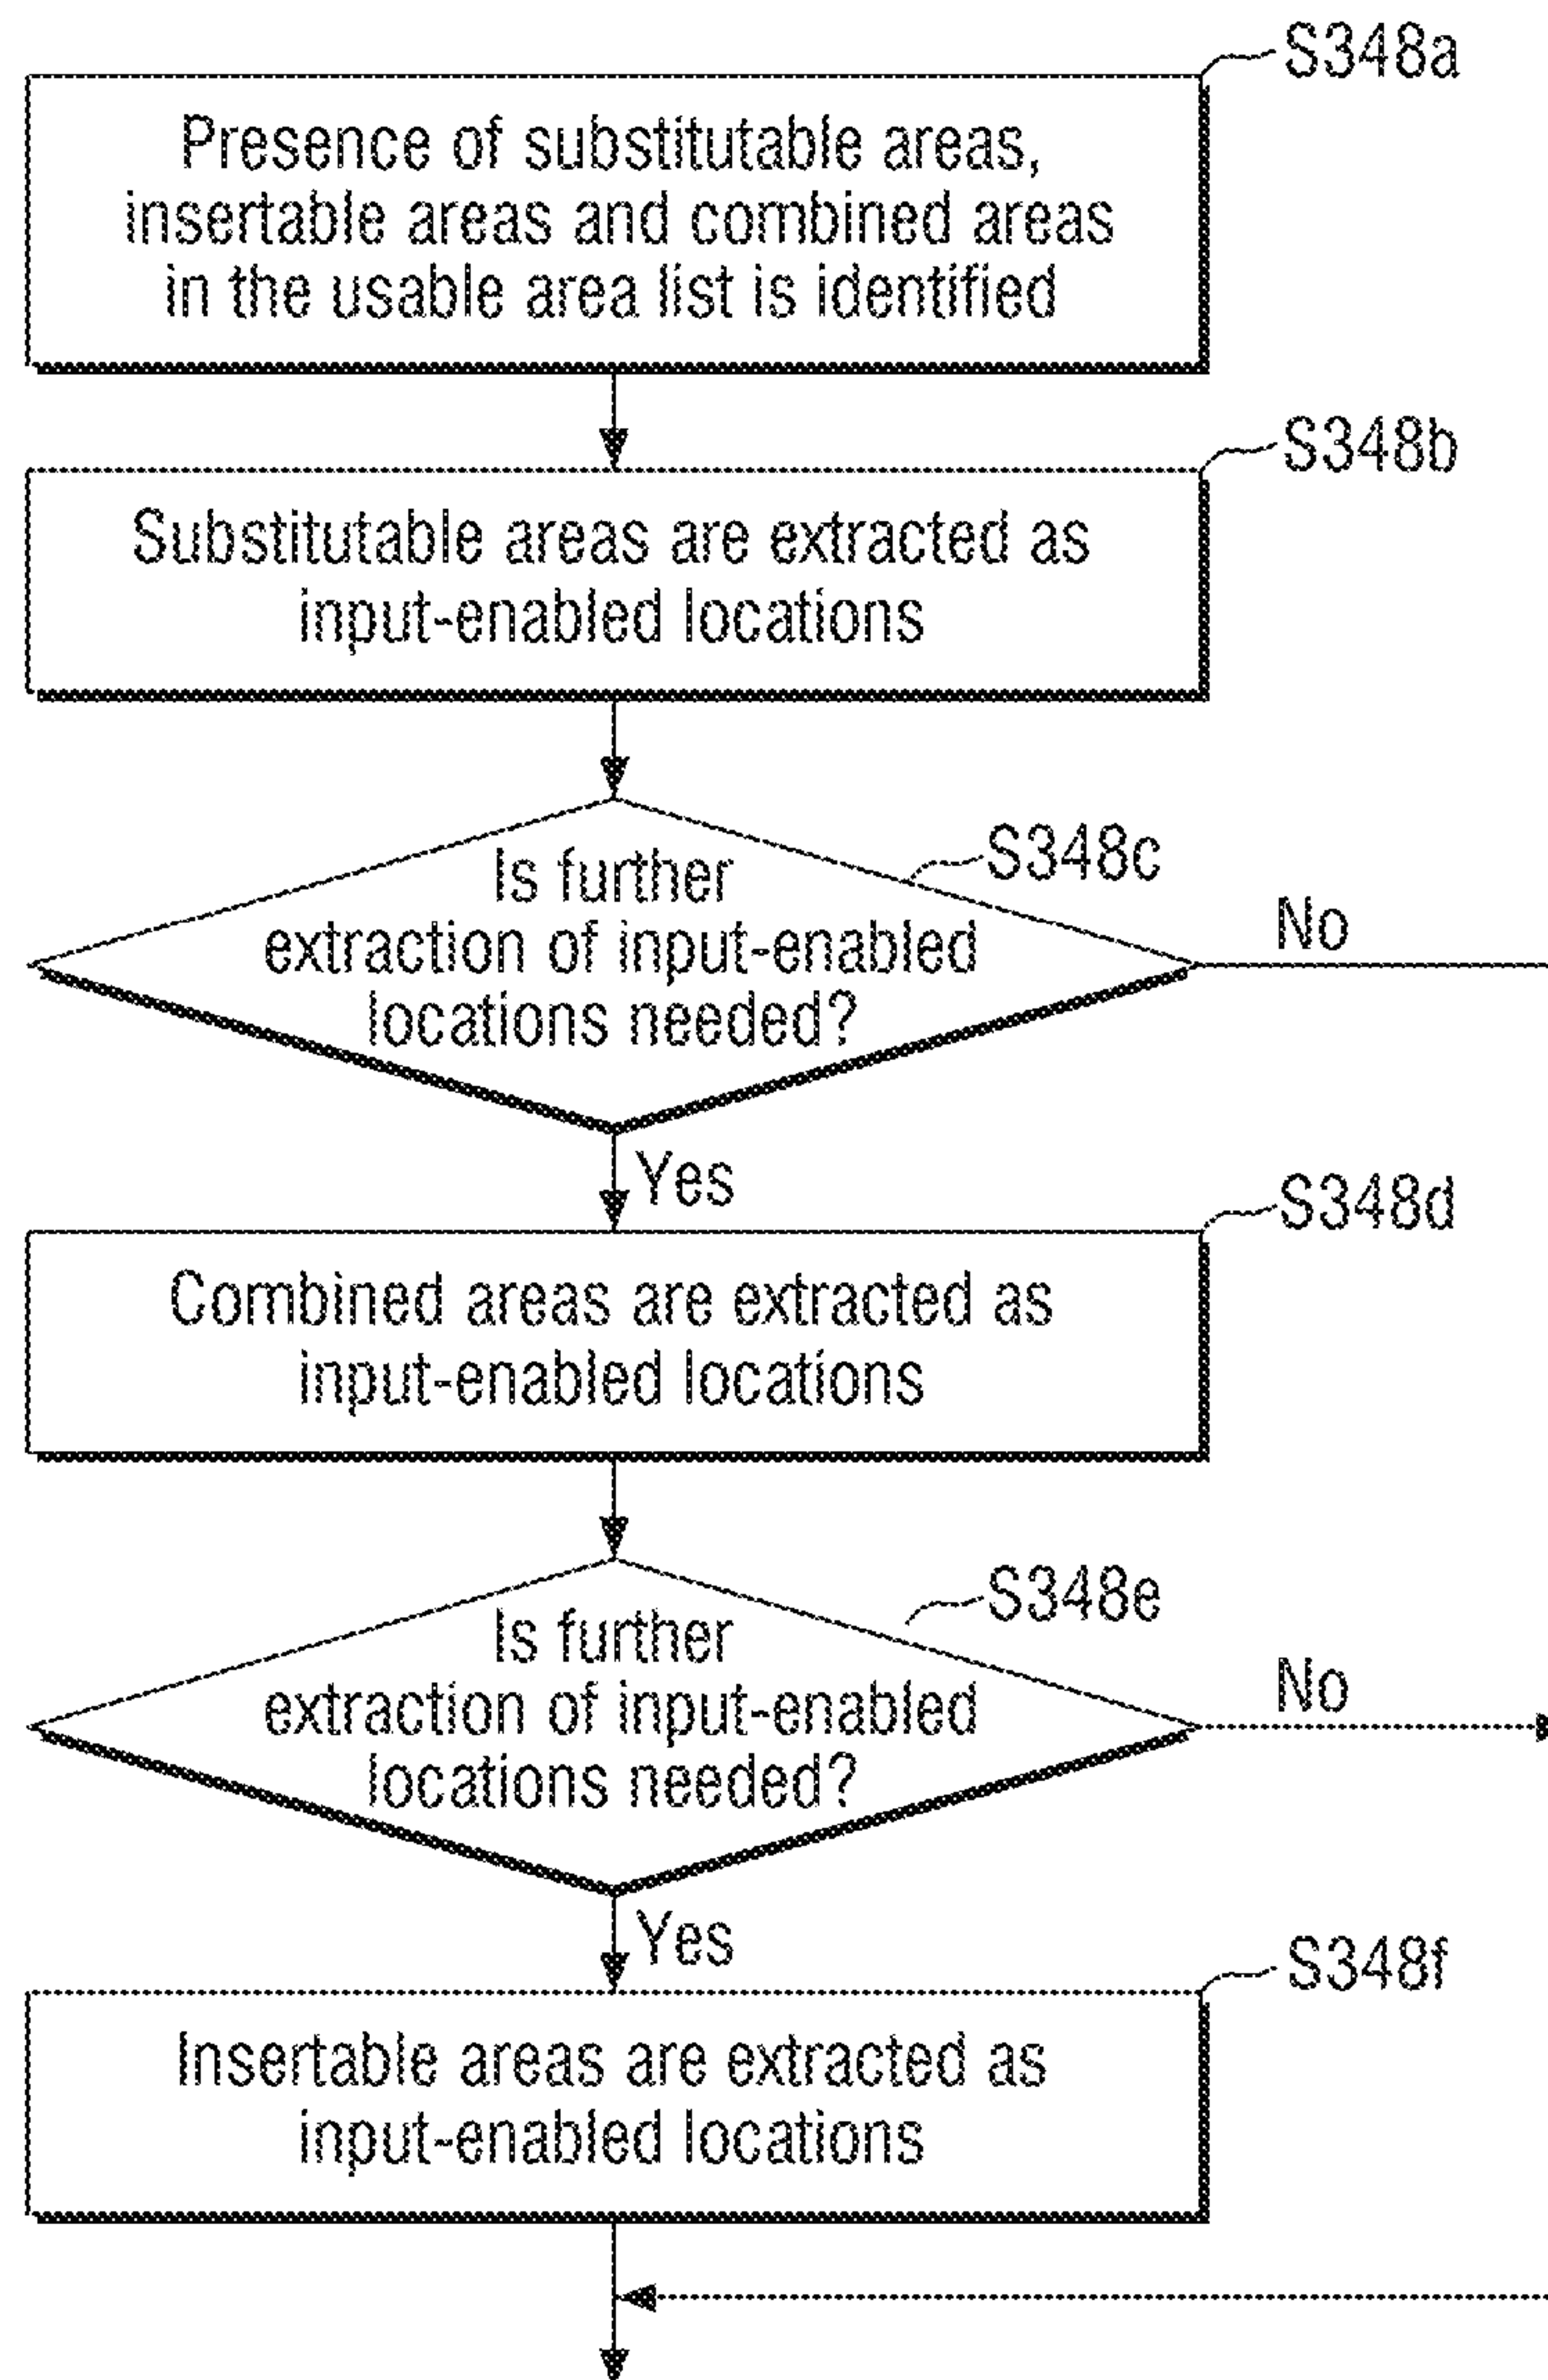 S348a
Presence of substitutable areas,
insertable areas and combined areas
in the usable area list is identified
S348b
Substitutable areas are extracted as
input-enabled locations
S348c
Is further
extraction of input-enabled
locations needed?
No
Yes
S348d
Combined areas are extracted as
input-enabled locations
S348e
Is further
extraction of input-enabled
locations needed?
No
Yes
S348f
Insertable areas are extracted as
input-enabled locations